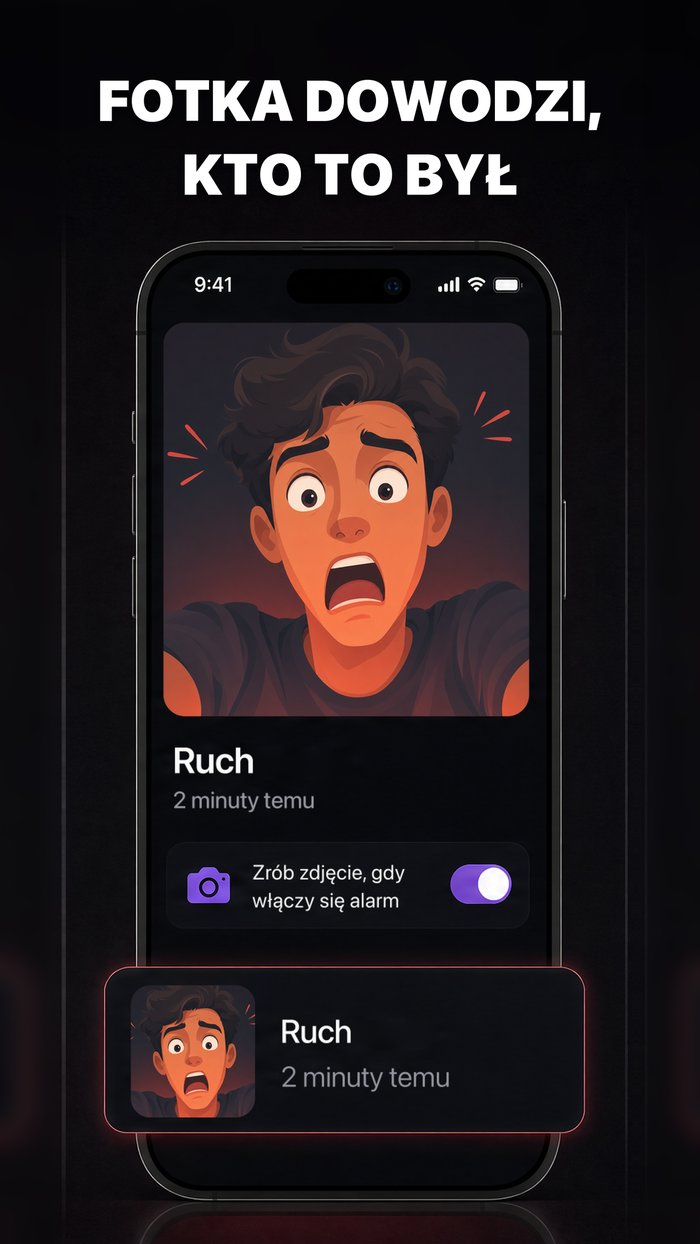 FOTKA DOWODZI,
KTO TO BYŁ
9:41
Ruch
2 minuty temu
Zrób zdjęcie, gdy
włączy się alarm
Ruch
2 minuty temu